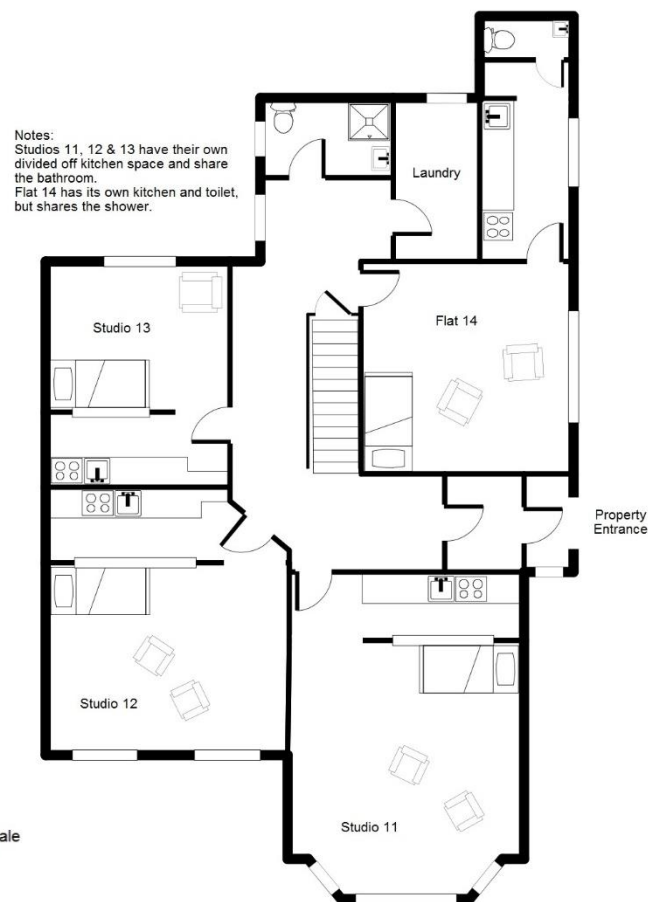 Notes:
Studios 11, 12 & 13 have their own
divided off kitchen space and share
the bathroom.
Flat 14 has its own kitchen and toilet,
but shares the shower.
Laundry
Studio 13
Flat 14
Property
Entrance
Studio 12
Studio 11
ale